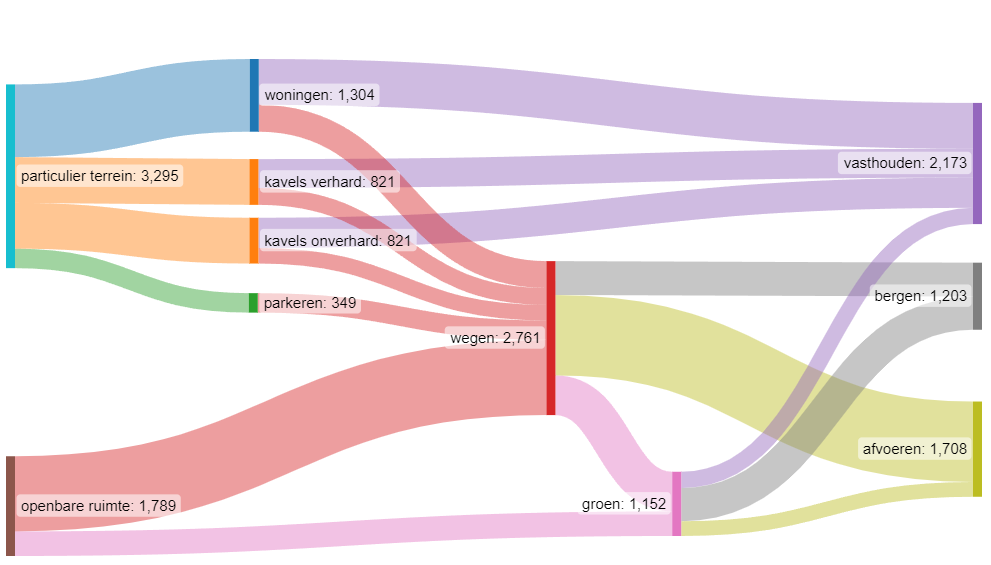 woningen: 1,304
particulier terrein: 3,295
kavels verhard: 821
kavels onverhard: 821
parkeren: 349
wegen: 2,761
openbare ruimte: 1,789
groen: 1,152
vasthouden: 2,173
bergen: 1,203
afvoeren: 1,708